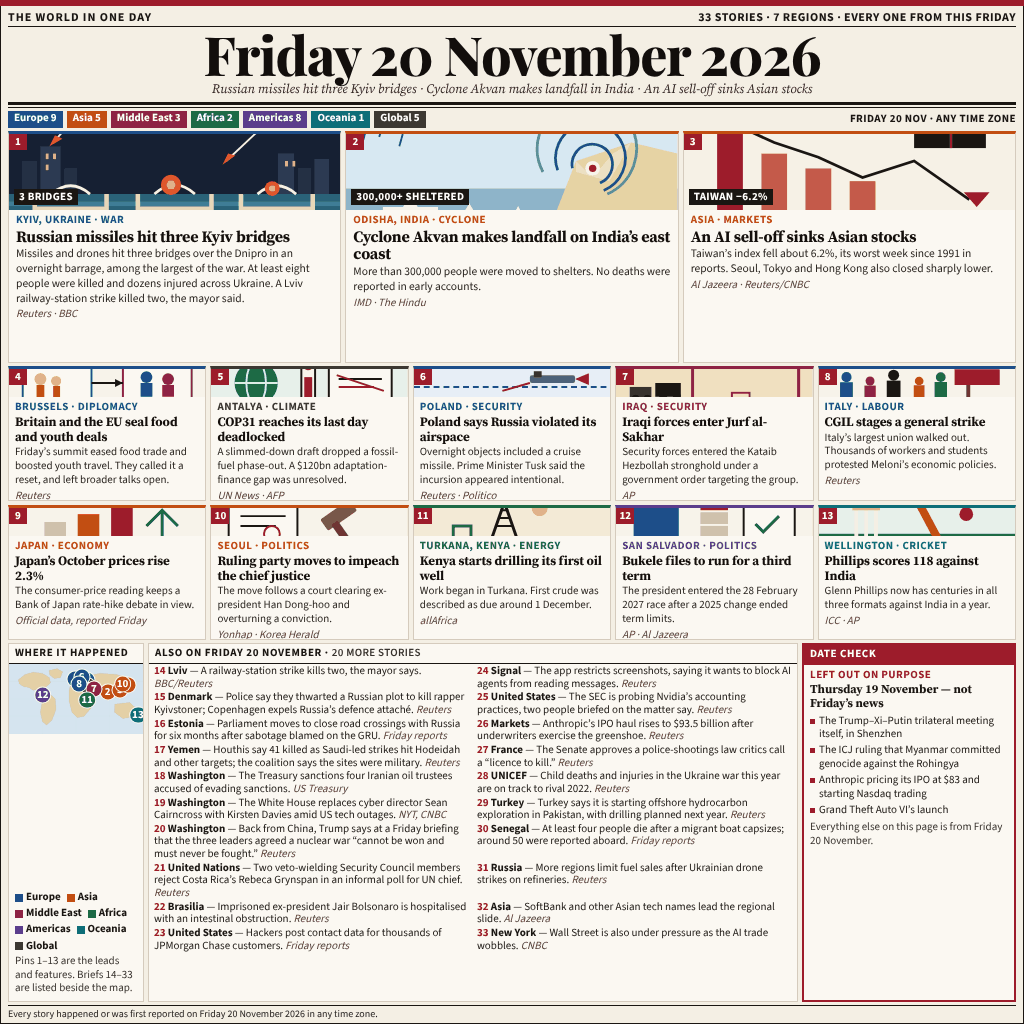 THE WORLD IN ONE DAY
33 STORIES · 7 REGIONS · EVERY ONE FROM THIS FRIDAY
Friday 20 November 2026
Russian missiles hit three Kyiv bridges · Cyclone Akvan makes landfall in India · An AI sell-off sinks Asian stocks
Europe 9
Asia 5
Middle East 3
Africa 2
Americas 8
Oceania 1
Global 5
FRIDAY 20 NOV · ANY TIME ZONE
1
3 BRIDGES
KYIV, UKRAINE · WAR
Russian missiles hit three Kyiv bridges
Missiles and drones hit three bridges over the Dnipro in an
overnight barrage, among the largest of the war. At least eight
people were killed and dozens injured across Ukraine. A Lviv
railway-station strike killed two, the mayor said.
Reuters · BBC
2
300,000+ SHELTERED
ODISHA, INDIA · CYCLONE
Cyclone Akvan makes landfall on India’s east
coast
More than 300,000 people were moved to shelters. No deaths were
reported in early accounts.
IMD · The Hindu
3
TAIWAN −6.2%
ASIA · MARKETS
An AI sell-off sinks Asian stocks
Taiwan’s index fell about 6.2%, its worst week since 1991 in
reports. Seoul, Tokyo and Hong Kong also closed sharply lower.
Al Jazeera · Reuters/CNBC
4
BRUSSELS · DIPLOMACY
Britain and the EU seal food
and youth deals
Friday’s summit eased food trade and
boosted youth travel. They called it a
reset, and left broader talks open.
Reuters
5
ANTALYA · CLIMATE
COP31 reaches its last day
deadlocked
A slimmed-down draft dropped a fossil-
fuel phase-out. A $120bn adaptation-
finance gap was unresolved.
UN News · AFP
6
POLAND · SECURITY
Poland says Russia violated its
airspace
Overnight objects included a cruise
missile. Prime Minister Tusk said the
incursion appeared intentional.
Reuters · Politico
7
IRAQ · SECURITY
Iraqi forces enter Jurf al-
Sakhar
Security forces entered the Kataib
Hezbollah stronghold under a
government order targeting the group.
AP
8
ITALY · LABOUR
CGIL stages a general strike
Italy’s largest union walked out.
Thousands of workers and students
protested Meloni’s economic policies.
Reuters
9
JAPAN · ECONOMY
Japan’s October prices rise
2.3%
The consumer-price reading keeps a
Bank of Japan rate-hike debate in view.
Official data, reported Friday
10
SEOUL · POLITICS
Ruling party moves to impeach
the chief justice
The move follows a court clearing ex-
president Han Dong-hoo and
overturning a conviction.
Yonhap · Korea Herald
11
TURKANA, KENYA · ENERGY
Kenya starts drilling its first oil
well
Work began in Turkana. First crude was
described as due around 1 December.
allAfrica
12
SAN SALVADOR · POLITICS
Bukele files to run for a third
term
The president entered the 28 February
2027 race after a 2025 change ended
term limits.
AP · Al Jazeera
13
WELLINGTON · CRICKET
Phillips scores 118 against
India
Glenn Phillips now has centuries in all
three formats against India in a year.
ICC · AP
WHERE IT HAPPENED
8
7
2
10
11
12
13
Europe
Asia
Middle East
Africa
Americas
Oceania
Global
Pins 1–13 are the leads
and features. Briefs 14–33
are listed beside the map.
ALSO ON FRIDAY 20 NOVEMBER · 20 MORE STORIES
14 Lviv — A railway-station strike kills two, the mayor says.
BBC/Reuters
15 Denmark — Police say they thwarted a Russian plot to kill rapper
Kyivstoner; Copenhagen expels Russia’s defence attaché. Reuters
16 Estonia — Parliament moves to close road crossings with Russia
for six months after sabotage blamed on the GRU. Friday reports
17 Yemen — Houthis say 41 killed as Saudi-led strikes hit Hodeidah
and other targets; the coalition says the sites were military. Reuters
18 Washington — The Treasury sanctions four Iranian oil trustees
accused of evading sanctions. US Treasury
19 Washington — The White House replaces cyber director Sean
Cairncross with Kirsten Davies amid US tech outages. NYT, CNBC
20 Washington — Back from China, Trump says at a Friday briefing
that the three leaders agreed a nuclear war “cannot be won and
must never be fought.” Reuters
21 United Nations — Two veto-wielding Security Council members
reject Costa Rica’s Rebeca Grynspan in an informal poll for UN chief.
Reuters
22 Brasilia — Imprisoned ex-president Jair Bolsonaro is hospitalised
with an intestinal obstruction. Reuters
23 United States — Hackers post contact data for thousands of
JPMorgan Chase customers. Friday reports
24 Signal — The app restricts screenshots, saying it wants to block AI
agents from reading messages. Reuters
25 United States — The SEC is probing Nvidia’s accounting
practices, two people briefed on the matter say. Reuters
26 Markets — Anthropic’s IPO haul rises to $93.5 billion after
underwriters exercise the greenshoe. Reuters
27 France — The Senate approves a police-shootings law critics call
a “licence to kill.” Reuters
28 UNICEF — Child deaths and injuries in the Ukraine war this year
are on track to rival 2022. Reuters
29 Turkey — Turkey says it is starting offshore hydrocarbon
exploration in Pakistan, with drilling planned next year. Reuters
30 Senegal — At least four people die after a migrant boat capsizes;
around 50 were reported aboard. Friday reports
31 Russia — More regions limit fuel sales after Ukrainian drone
strikes on refineries. Reuters
32 Asia — SoftBank and other Asian tech names lead the regional
slide. Al Jazeera
33 New York — Wall Street is also under pressure as the AI trade
wobbles. CNBC
DATE CHECK
LEFT OUT ON PURPOSE
Thursday 19 November — not
Friday’s news
The Trump–Xi–Putin trilateral meeting
itself, in Shenzhen
The ICJ ruling that Myanmar committed
genocide against the Rohingya
Anthropic pricing its IPO at $83 and
starting Nasdaq trading
Grand Theft Auto VI’s launch
Everything else on this page is from Friday
20 November.
Every story happened or was first reported on Friday 20 November 2026 in any time zone.